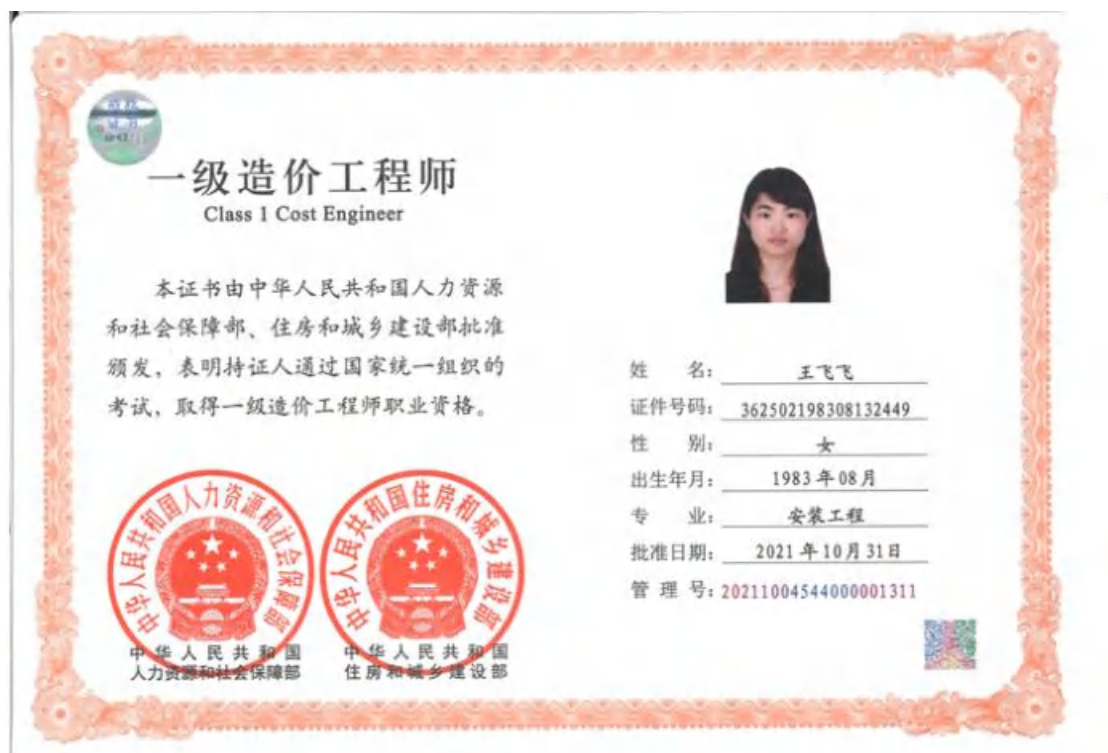 一级造价工程师
Class 1 Cost Engineer
本证书由中华人民共和国人力资源
和社会保障部、住房和城乡建设部批准
颁发，表明持证人通过国家统一组织的
考试，取得一级造价工程师职业资格。
中华人民共和国人力资源和社会保障部
中华人民共和国
人力资源和社会保障部
中华人民共和国住房和城乡建设部
中华人民共和国
住房和城乡建设部
姓 名：王飞飞
证件号码：362502198308132449
性 别：女
出生年月：1983年08月
专 业：安装工程
批准日期：2021年10月31日
管 理 号：20211004544000001311